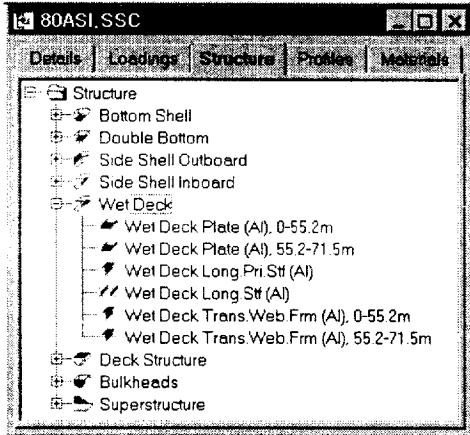 80ASI.SSC
Details Loadings Structure Profiles Materials
Structure
Bottom Shell
Double Bottom
Side Shell Outboard
Side Shell Inboard
Wet Deck
Wet Deck Plate (Al), 0-55.2m
Wet Deck Plate (Al), 55.2-71.5m
Wet Deck Long.Pri.Stf (Al)
Wet Deck Long.Stf (Al)
Wet Deck Trans.Web.Frm (Al), 0-55.2m
Wet Deck Trans.Web.Frm (Al), 55.2-71.5m
Deck Structure
Bulkheads
Superstructure